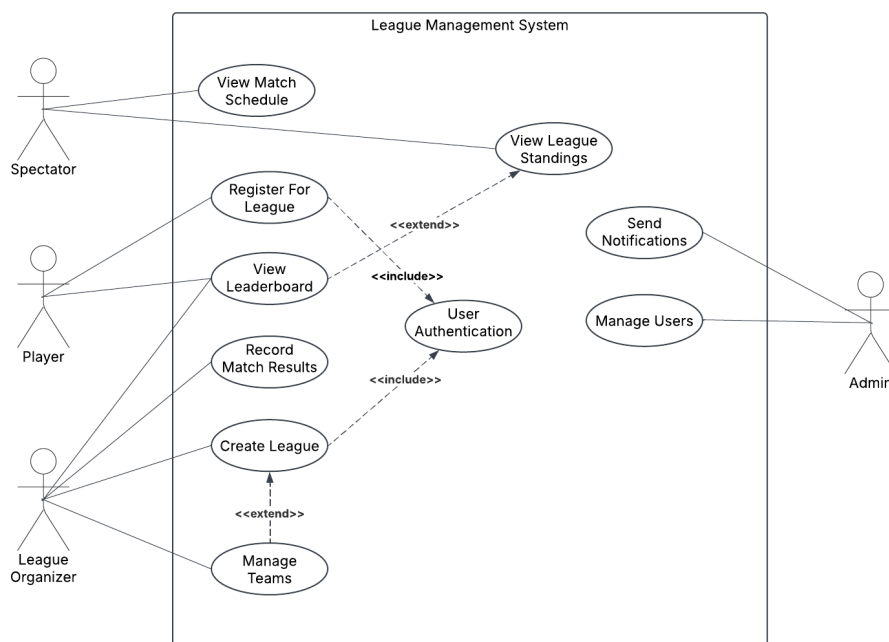 League Management System
View Match
Schedule
Spectator
View League
Standings
Register For
League
<<extend>>
Send
Notifications
View
Leaderboard
<<include>>
User
Authentication
Manage Users
Player
Record
Match Results
<<include>>
Admin
Create League
<<extend>>
League
Organizer
Manage
Teams